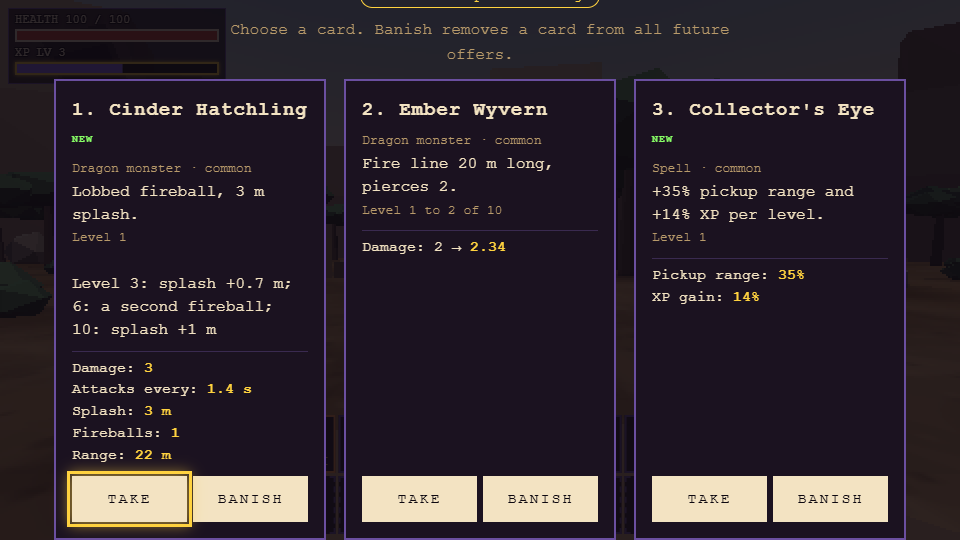 HEALTH 100 / 100
XP LV 3
Choose a card. Banish removes a card from all future
offers.
1. Cinder Hatchling
NEW
Dragon monster · common
Lobbed fireball, 3 m
splash.
Level 1
Level 3: splash +0.7 m;
6: a second fireball;
10: splash +1 m
Damage: 3
Attacks every: 1.4 s
Splash: 3 m
Fireballs: 1
Range: 22 m
TAKE
BANISH
2. Ember Wyvern
Dragon monster · common
Fire line 20 m long,
pierces 2.
Level 1 to 2 of 10
Damage: 2 → 2.34
TAKE
BANISH
3. Collector's Eye
NEW
Spell · common
+35% pickup range and
+14% XP per level.
Level 1
Pickup range: 35%
XP gain: 14%
TAKE
BANISH